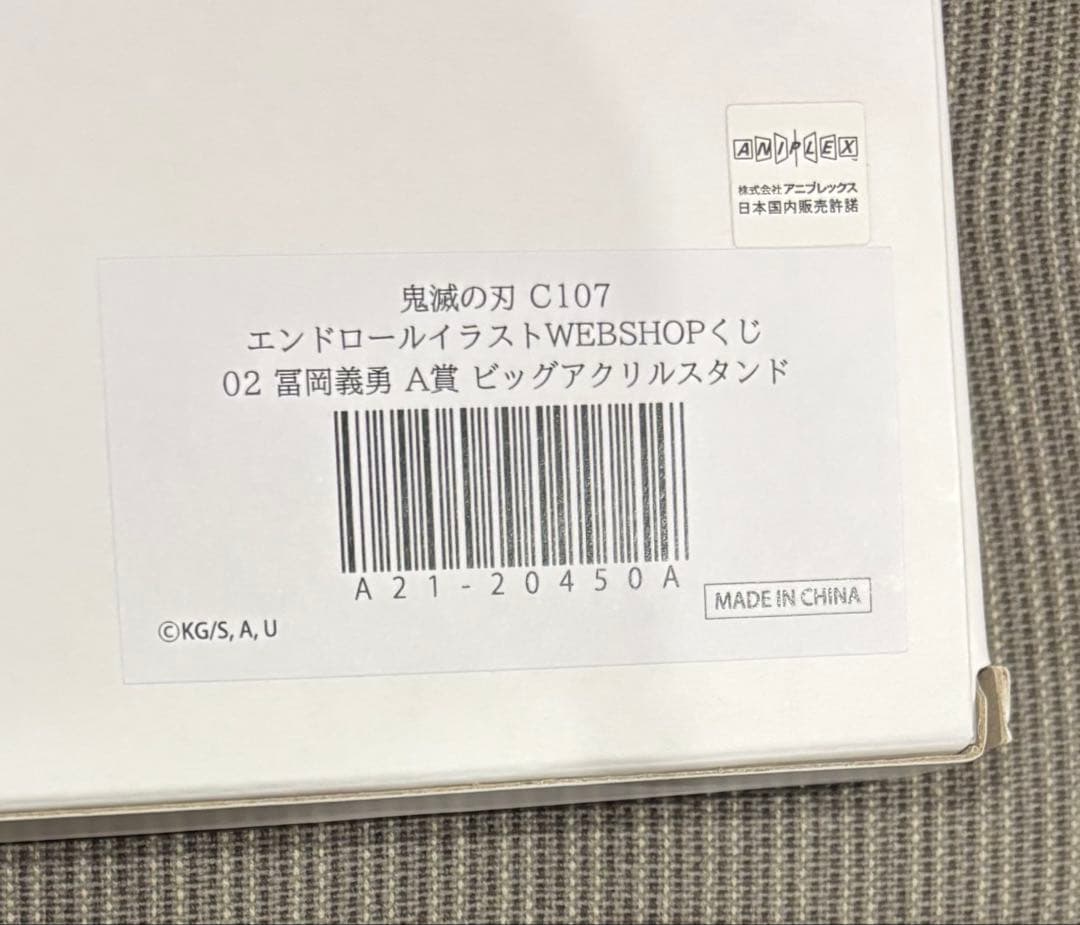 ANIPLEX
株式会社アニプレックス
日本国内販売許諾
鬼滅の刃 C107
エンドロールイラストWEBSHOPくじ
02 冨岡義勇 A賞 ビッグアクリルスタンド
A21-20450A
MADE IN CHINA
©KG/S, A, U